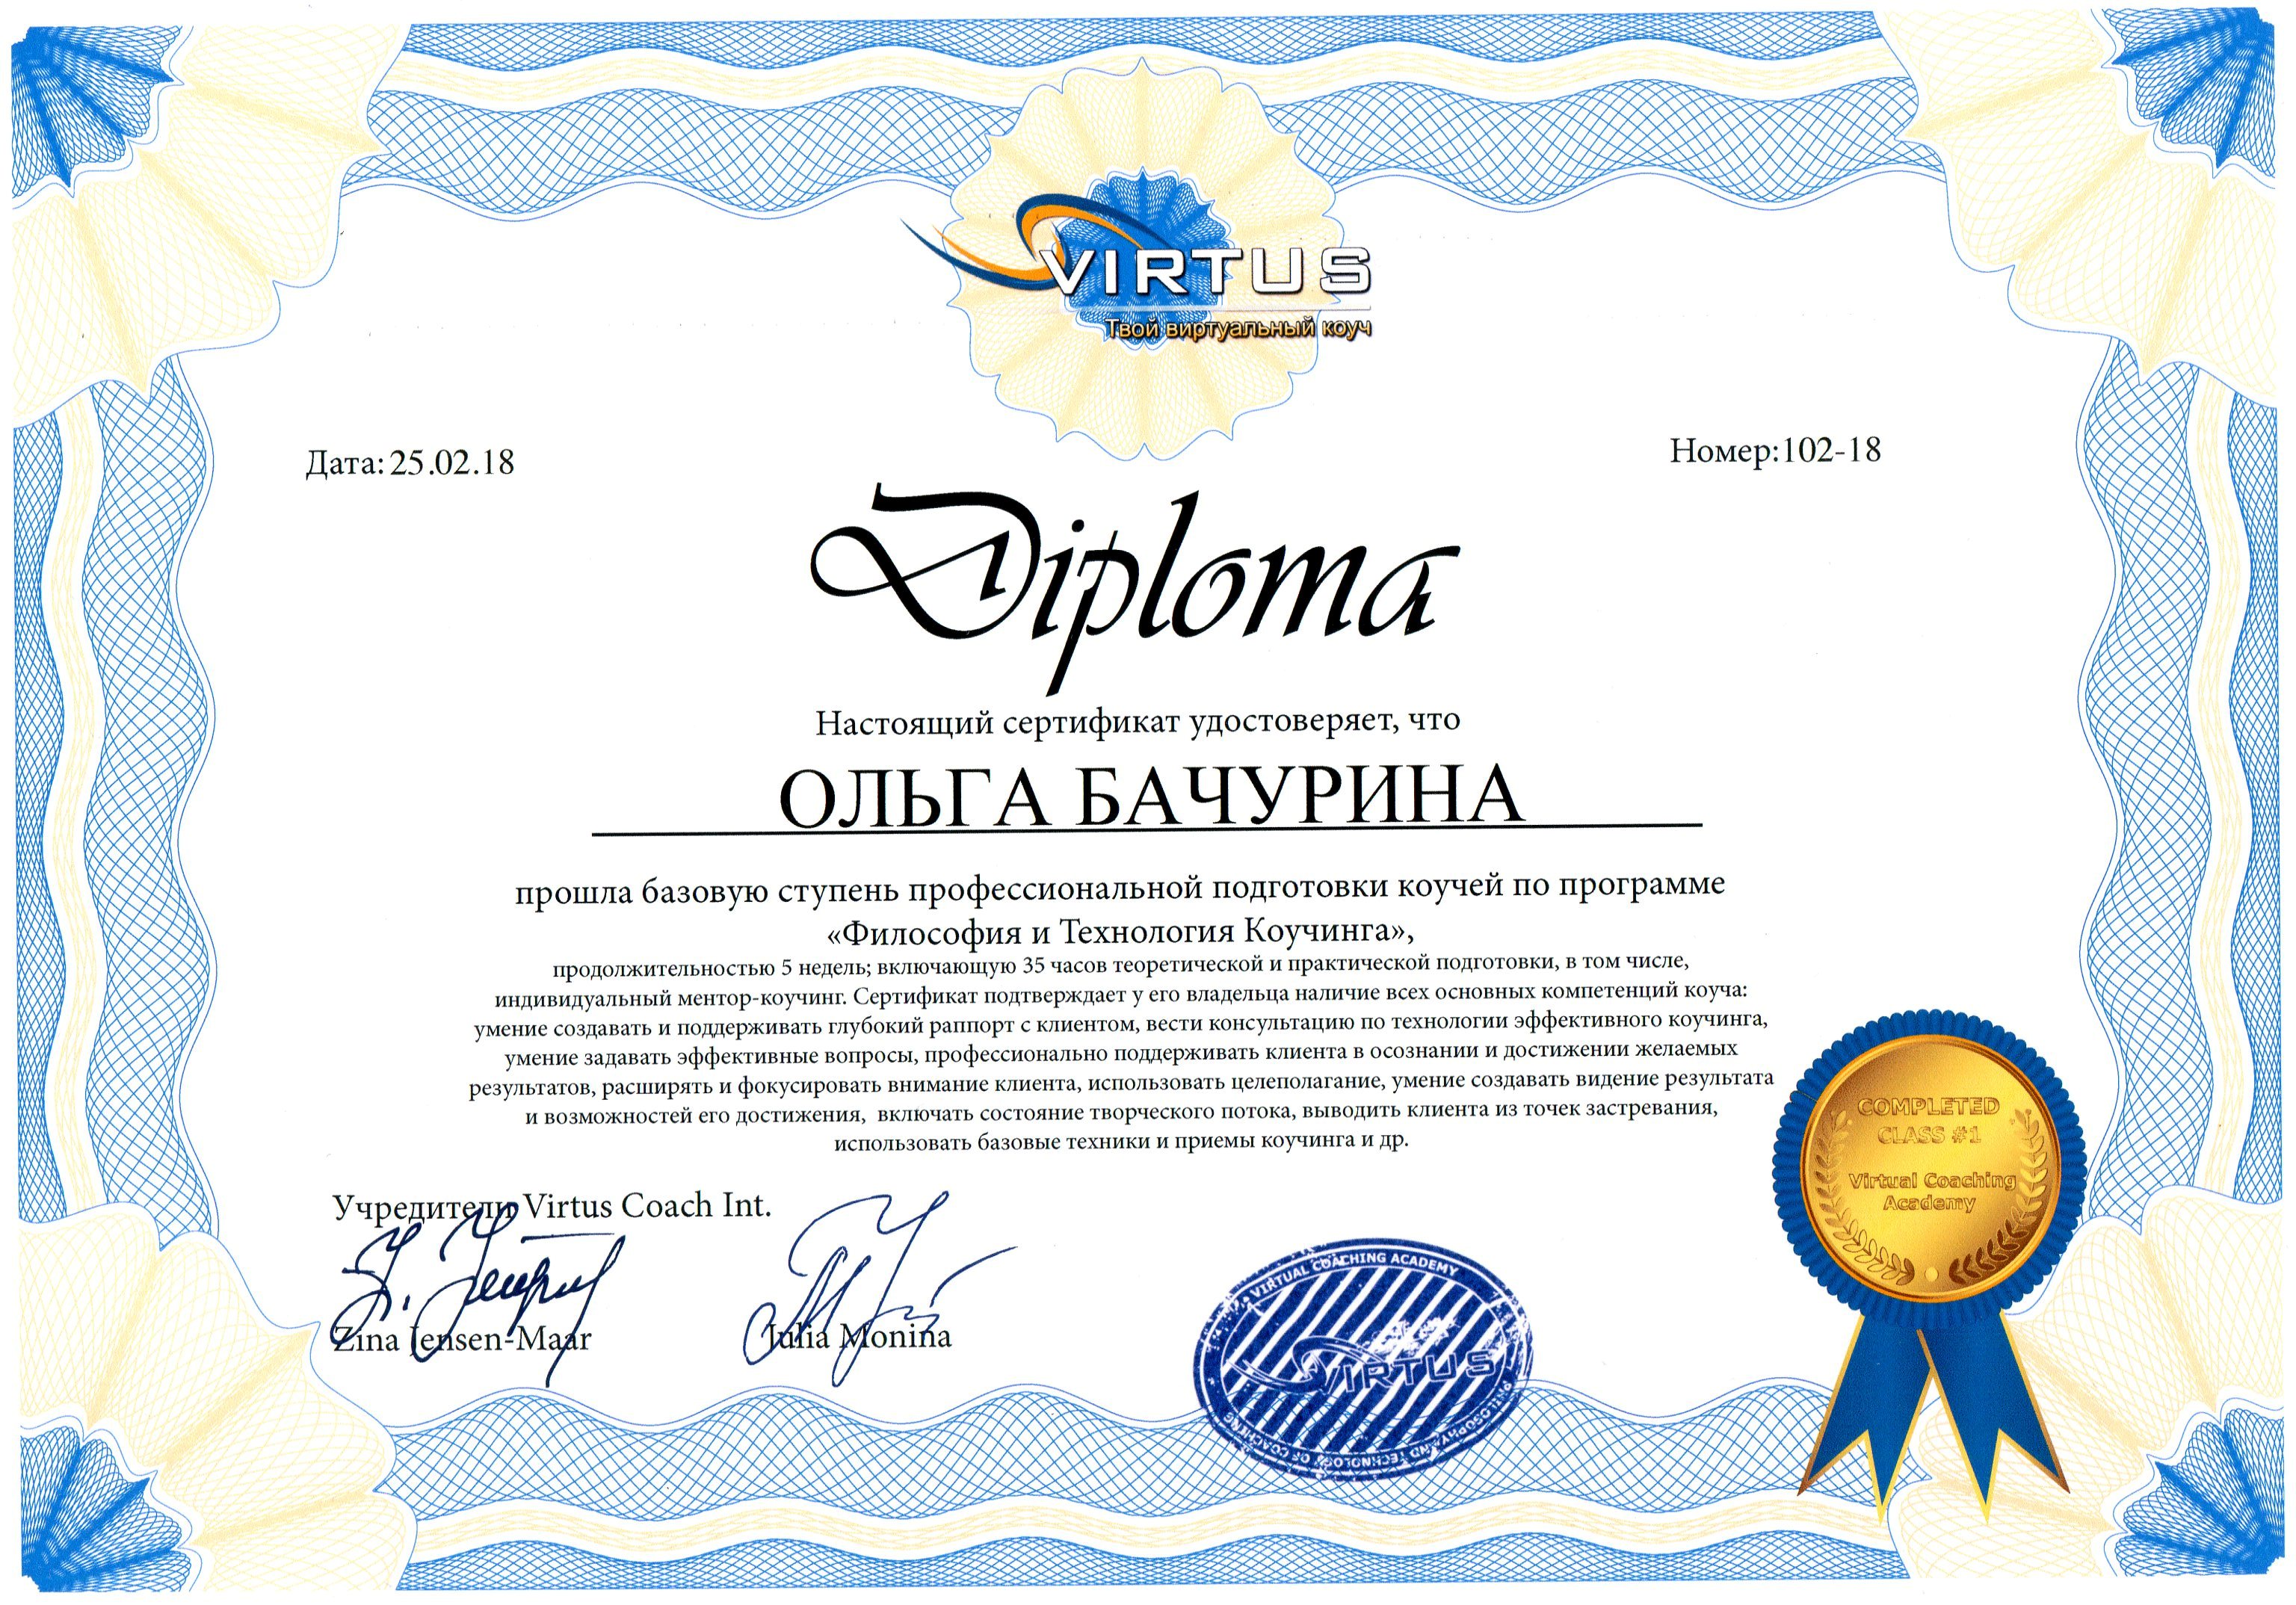 VIRTUS
Твой виртуальный коуч
Дата: 25.02.18
Номер:102-18
Diploma
Настоящий сертификат удостоверяет, что
ОЛЬГА БАЧУРИНА
прошла базовую ступень профессиональной подготовки коучей по программе
«Философия и Технология Коучинга»,
продолжительностью 5 недель; включающую 35 часов теоретической и практической подготовки, в том числе,
индивидуальный ментор-коучинг. Сертификат подтверждает у его владельца наличие всех основных компетенций коуча:
умение создавать и поддерживать глубокий раппорт с клиентом, вести консультацию по технологии эффективного коучинга,
умение задавать эффективные вопросы, профессионально поддерживать клиента в осознании и достижении желаемых
результатов, расширять и фокусировать внимание клиента, использовать целеполагание, умение создавать видение результата
и возможностей его достижения, включать состояние творческого потока, выводить клиента из точек застревания,
использовать базовые техники и приемы коучинга и др.
COMPLETED
CLASS #1
Virtual Coaching
Academy
Учредители Virtus Coach Int.
Zina Jensen-Maar
Julia Monina
VIRTUAL COACHING ACADEMY
VIRTUS
PHILOSOPHY AND TECHNOLOGY OF COACHING